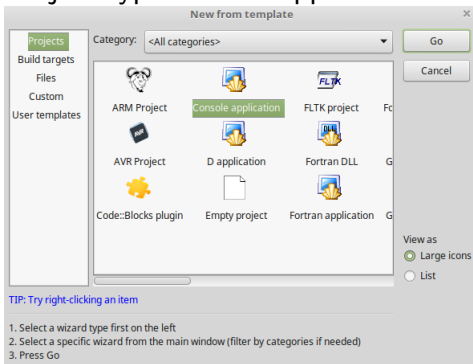 New from template
Projects
Build targets
Files
Custom
User templates
Category: <All categories>
Go
Cancel
ARM Project Console application FLTK project Fc
AVR Project D application Fortran DLL G
Code::Blocks plugin Empty project Fortran application G
View as
Large icons
List
TIP: Try right-clicking an item
1. Select a wizard type first on the left
2. Select a specific wizard from the main window (filter by categories if needed)
3. Press Go